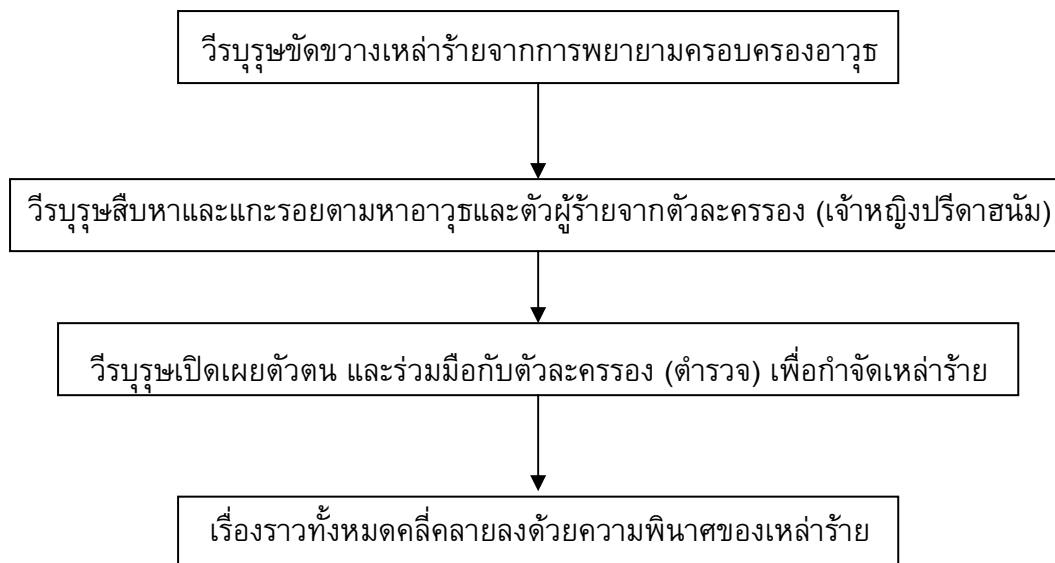 วีรบุรุษขัดขวางเหล่าร้ายจากการพยายามครอบครองอาวุธ
วีรบุรุษสืบหาและแกะรอยตามหาอาวุธและตัวผู้ร้ายจากตัวละครรอง (เจ้าหญิงปรีดาฮนัม)
วีรบุรุษเปิดเผยตัวตน และร่วมมือกับตัวละครรอง (ตำรวจ) เพื่อกำจัดเหล่าร้าย
เรื่องราวทั้งหมดคลี่คลายลงด้วยความพินาศของเหล่าร้าย